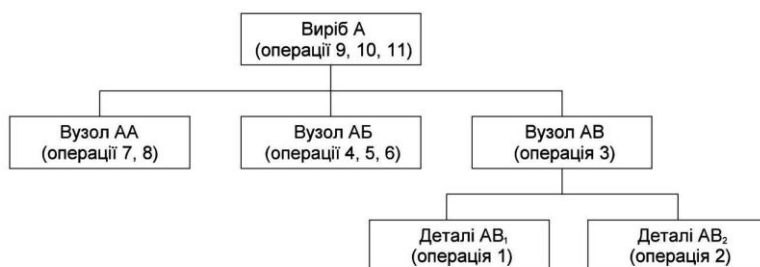 Виріб А
(операції 9, 10, 11)
Вузол АА
(операції 7, 8)
Вузол АБ
(операції 4, 5, 6)
Вузол АВ
(операція 3)
Деталі АВ₁
(операція 1)
Деталі АВ₂
(операція 2)